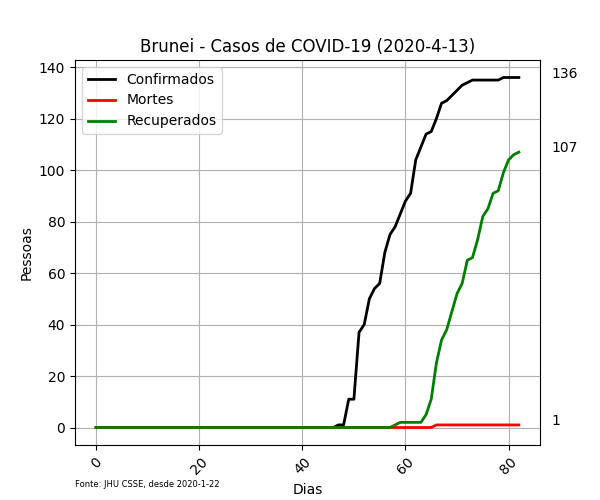 Brunei - Casos de COVID-19 (2020-4-13)
Confirmados
Mortes
Recuperados
140
120
100
80
60
40
20
0
Pessoas
136
107
1
0
20
40
60
80
Dias
Fonte: JHU CSSE, desde 2020-1-22